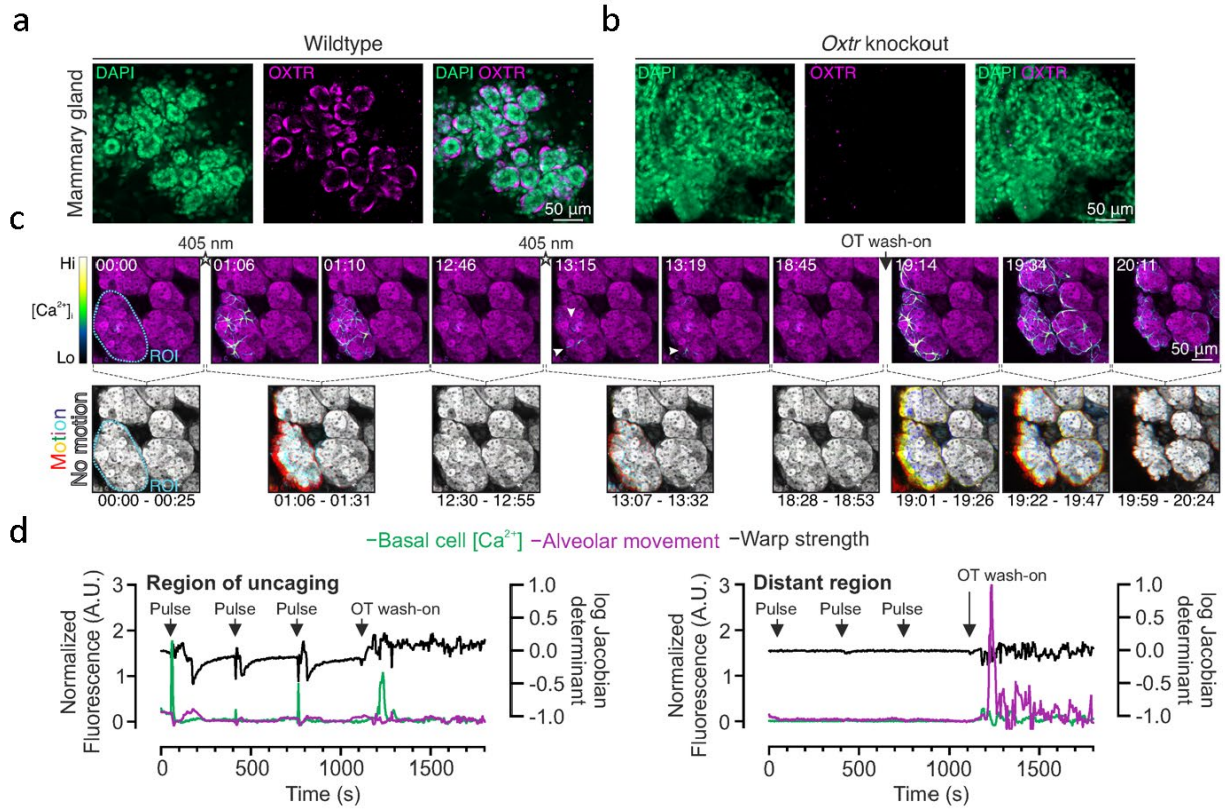 a
b
Wildtype
Oxtr knockout
Mammary gland
DAPI
OXTR
DAPI OXTR
50 µm
DAPI
OXTR
DAPI OXTR
50 µm
c
405 nm
405 nm
OT wash-on
Hi
[Ca²⁺]i
Lo
00:00
01:06
01:10
12:46
13:15
13:19
18:45
19:14
19:34
20:11
ROI
50 µm
Motion
No motion
ROI
00:00 - 00:25
01:06 - 01:31
12:30 - 12:55
13:07 - 13:32
18:28 - 18:53
19:01 - 19:26
19:22 - 19:47
19:59 - 20:24
d
–Basal cell [Ca²⁺] –Alveolar movement –Warp strength
Region of uncaging
Pulse
Pulse
Pulse
OT wash-on
Normalized
Fluorescence (A.U.)
3
2
1
0
1.0
0.5
0.0
-0.5
-1.0
log Jacobian
determinant
0
500
1000
1500
Time (s)
Distant region
OT wash-on
Pulse
Pulse
Pulse
Normalized
Fluorescence (A.U.)
3
2
1
0
1.0
0.5
0.0
-0.5
-1.0
log Jacobian
determinant
0
500
1000
1500
Time (s)